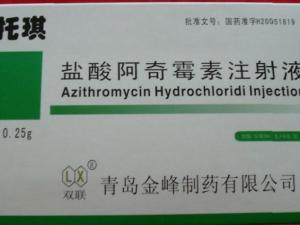 托琪
批准文号：国药准字H20051819
盐酸阿奇霉素注射液
Azithromycin Hydrochloridi Injection
0.25g
LX®
双联
青岛金峰制药有限公司